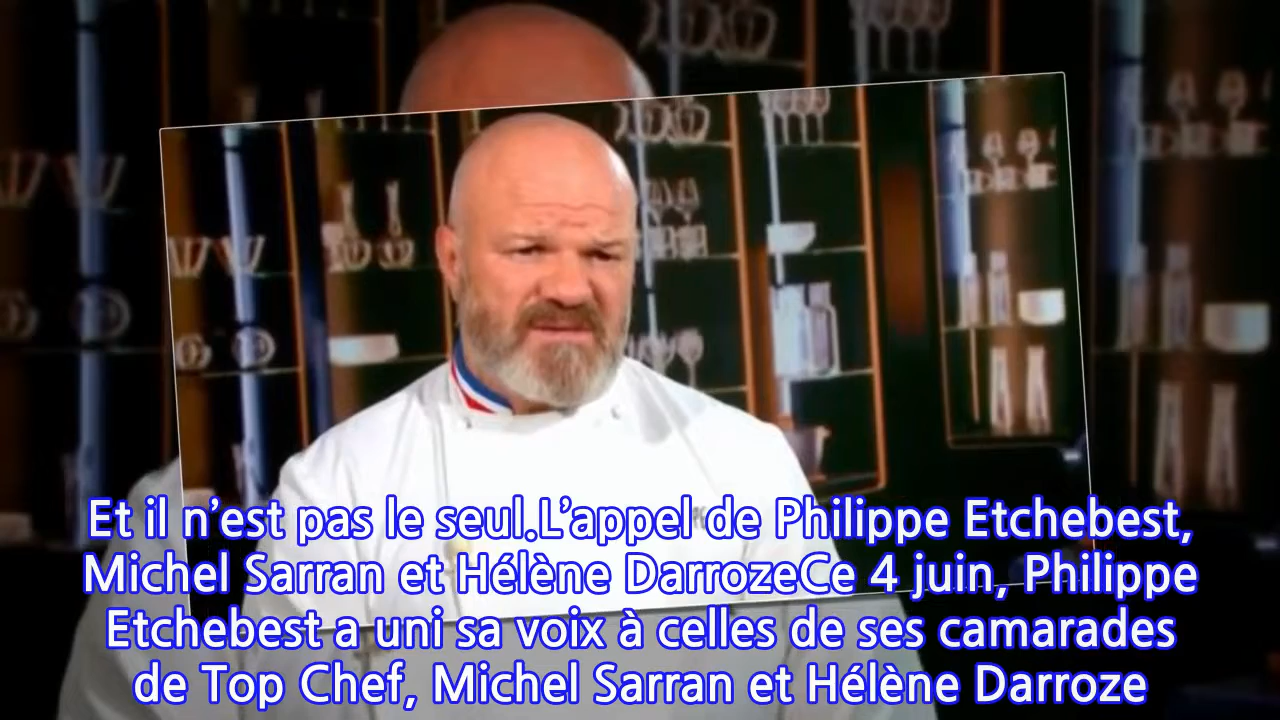 Et il n’est pas le seul.L’appel de Philippe Etchebest,
Michel Sarran et Hélène DarrozeCe 4 juin, Philippe
Etchebest a uni sa voix à celles de ses camarades
de Top Chef, Michel Sarran et Hélène Darroze